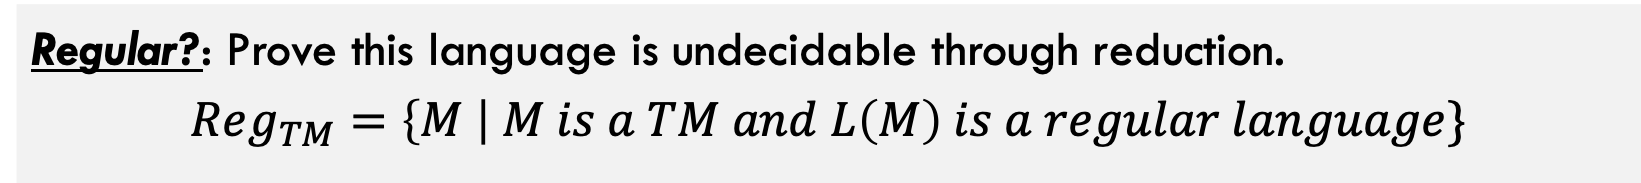 Regular?: Prove this language is undecidable through reduction.
Reg_TM = {M | M is a TM and L(M) is a regular language}